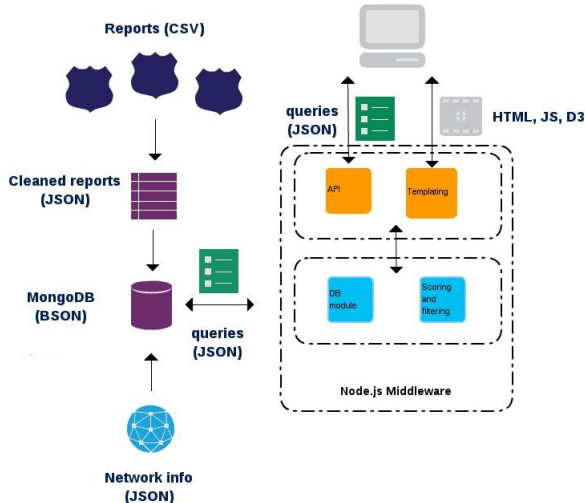 Reports (CSV)
Cleaned reports
(JSON)
MongoDB
(BSON)
queries
(JSON)
Network info
(JSON)
queries
(JSON)
HTML, JS, D3
API
Templating
DB
module
Scoring
and
filtering
Node.js Middleware